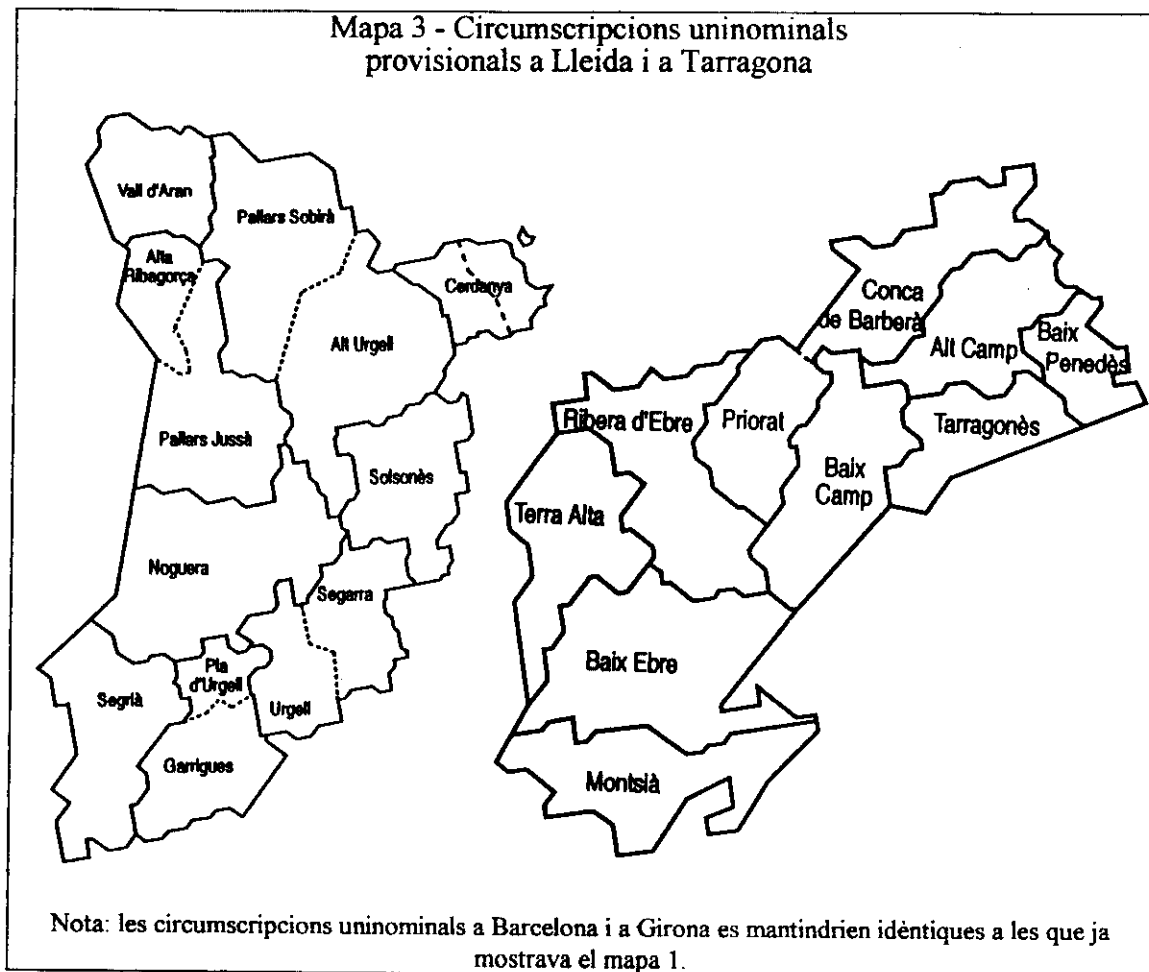 Mapa 3 - Circumscripcions uninominals
provisionals a Lleida i a Tarragona
Vall d'Aran
Pallars Sobirà
Alta
Ribagorça
Cerdanya
Alt Urgell
Pallars Jussà
Solsonès
Noguera
Segarra
Pla
d'Urgell
Segrià
Urgell
Garrigues
Conca
de Barberà
Alt Camp
Baix
Penedès
Ribera d'Ebre
Priorat
Tarragonès
Baix
Camp
Terra Alta
Baix Ebre
Montsià
Nota: les circumscripcions uninominals a Barcelona i a Girona es mantindrien idèntiques a les que ja
mostrava el mapa 1.